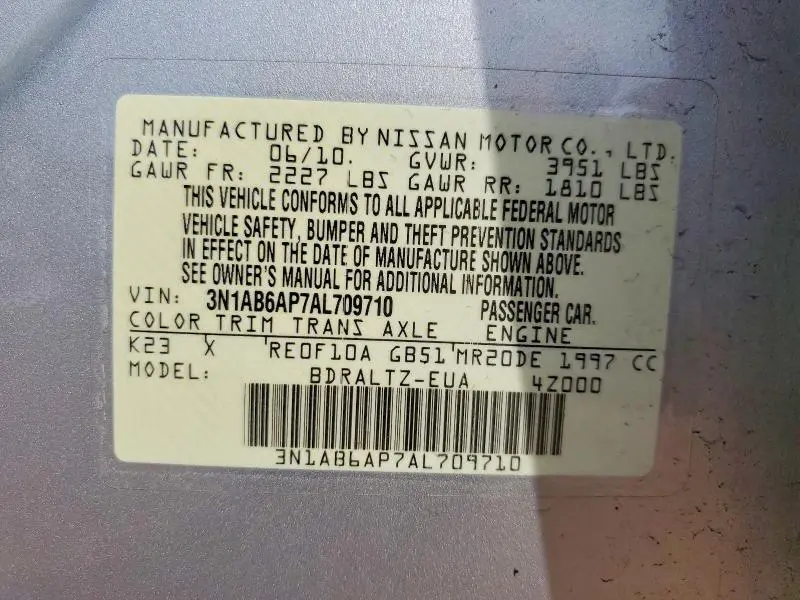 MANUFACTURED BY NISSAN MOTOR CO., LTD.
DATE: 06/10. GVWR: 3951 LBS
GAWR FR: 2227 LBS GAWR RR: 1810 LBS
THIS VEHICLE CONFORMS TO ALL APPLICABLE FEDERAL MOTOR
VEHICLE SAFETY, BUMPER AND THEFT PREVENTION STANDARDS
IN EFFECT ON THE DATE OF MANUFACTURE SHOWN ABOVE.
SEE OWNER'S MANUAL FOR ADDITIONAL INFORMATION.
VIN: 3N1AB6AP7AL709710 PASSENGER CAR.
COLOR TRIM TRANS AXLE ENGINE
K23 X RE0F10A GB51 MR20DE 1997 CC
MODEL: BDRALTZ-EUA 4Z000
3N1AB6AP7AL709710